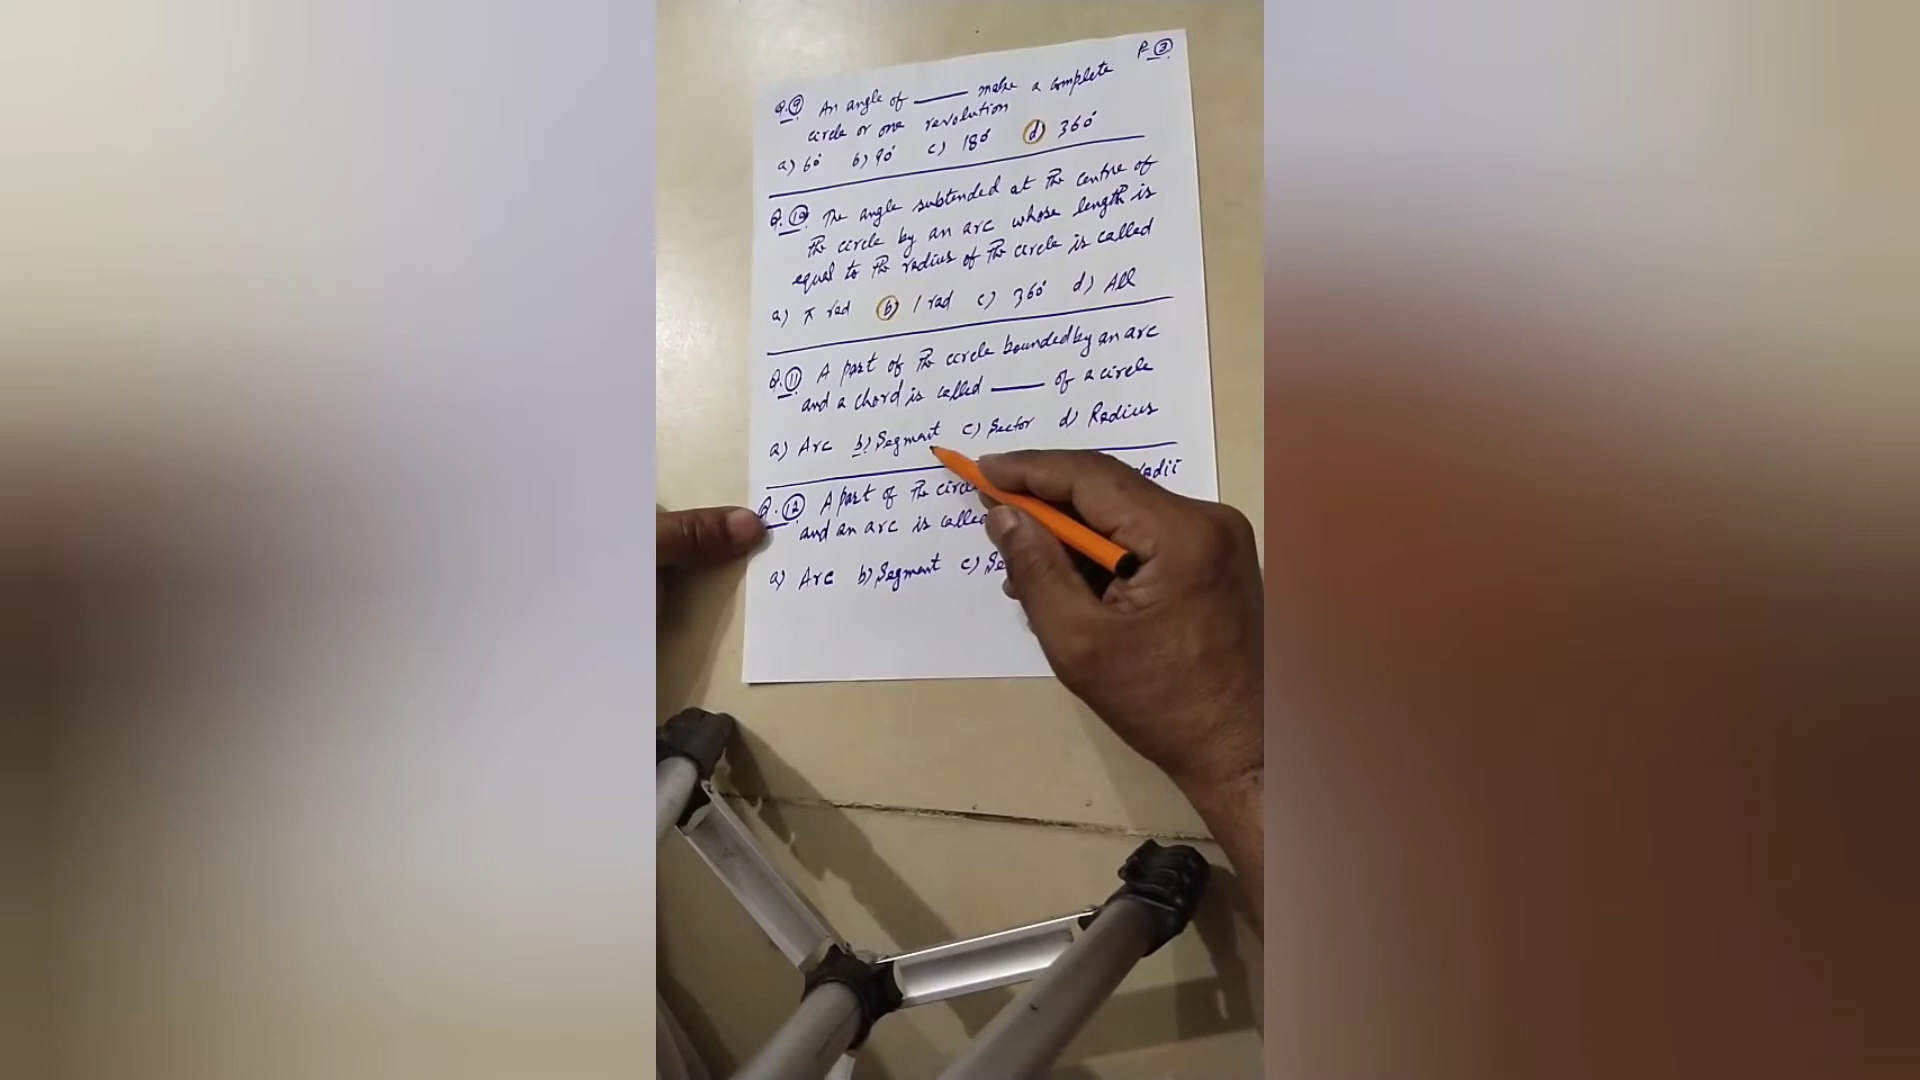 P ③
Q.⑨ An angle of ____ make a complete
circle or one revolution
a) 60° b) 90° c) 180° d) 360°
Q.⑩ The angle subtended at the centre of
the circle by an arc whose length is
equal to the radius of the circle is called
a) π rad b) 1 rad c) 360° d) All
Q.⑪ A part of the circle bounded by an arc
and a chord is called ____ of a circle
a) Arc b) Segment c) Sector d) Radius
Q.⑫ A part of the circle radii
and an arc is called
a) Arc b) Segment c) Se